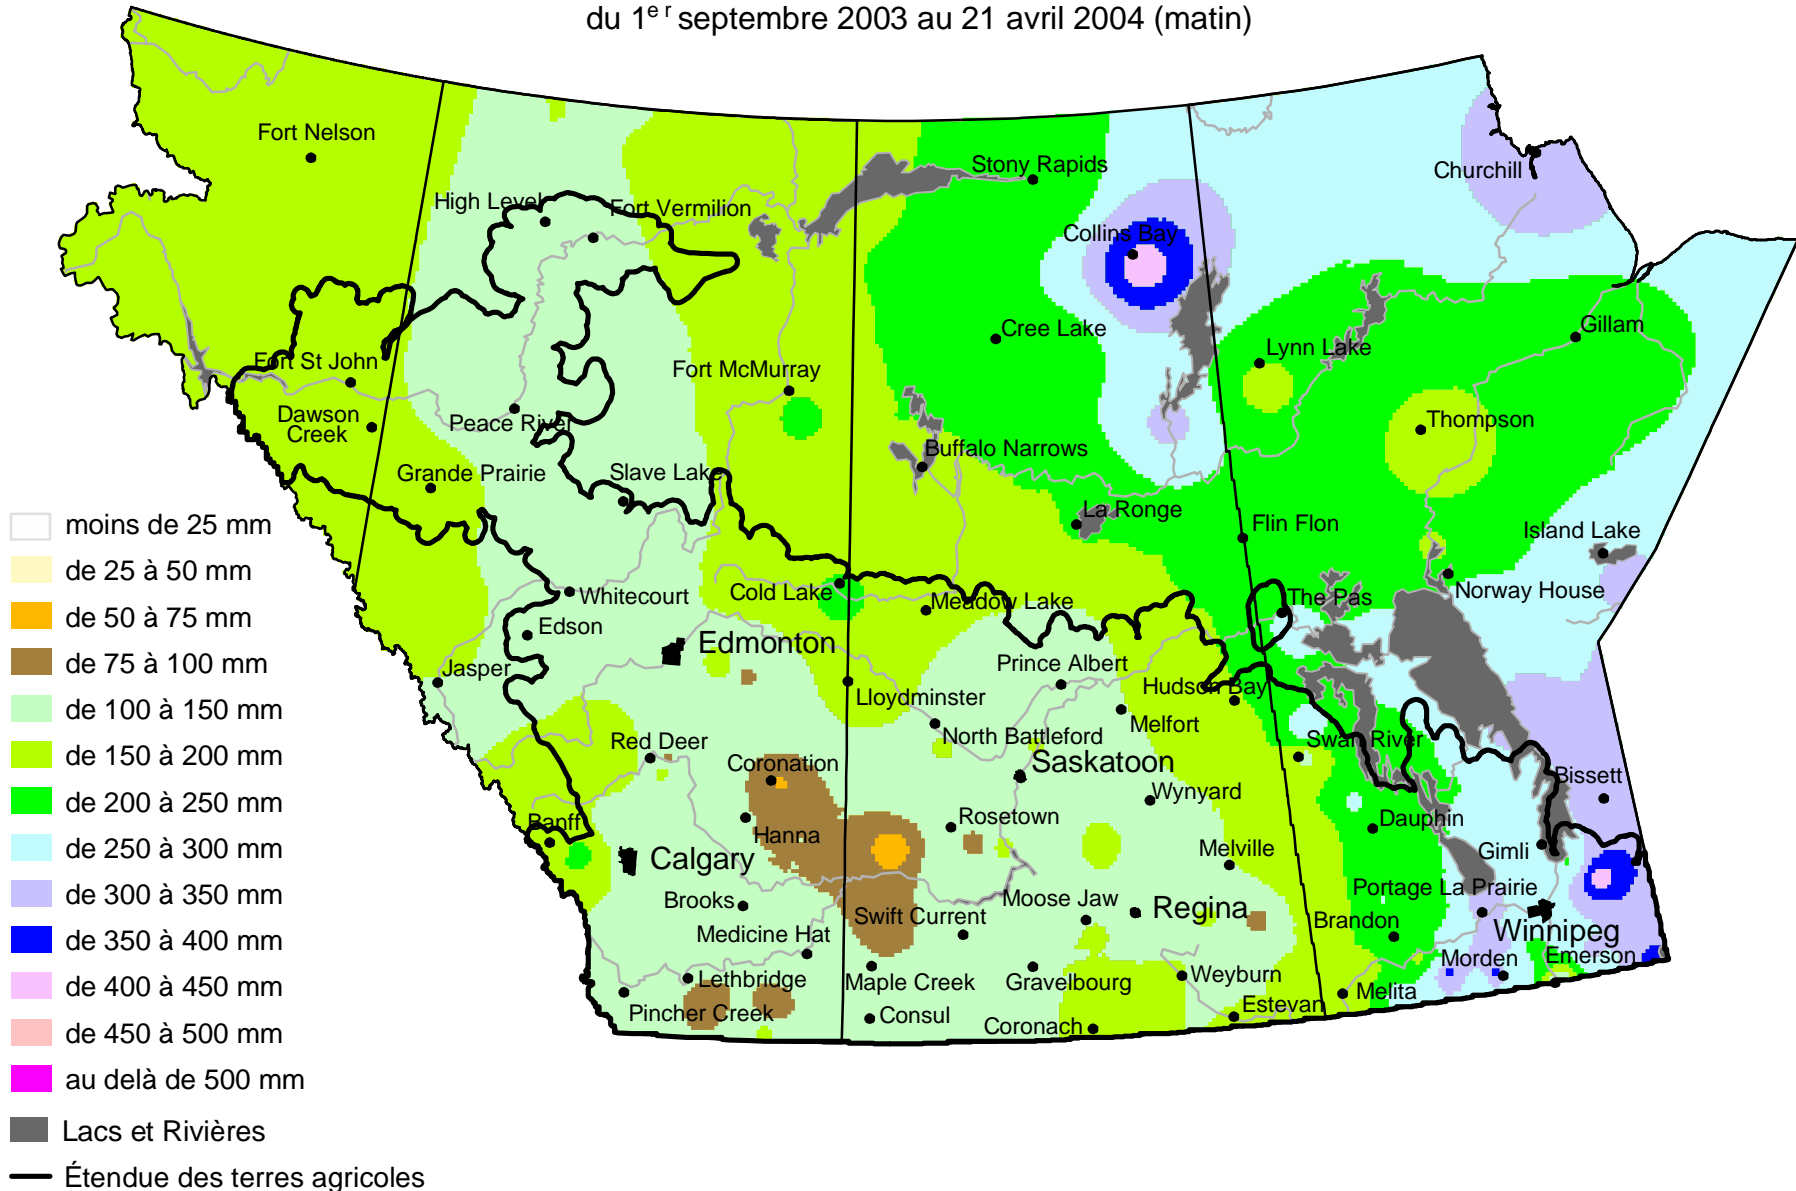 du 1er septembre 2003 au 21 avril 2004 (matin)
Fort Nelson
Stony Rapids
Churchill
High Level
Fort Vermilion
Collins Bay
Cree Lake
Gillam
Lynn Lake
Fort St John
Fort McMurray
Dawson
Creek
Peace River
Thompson
Buffalo Narrows
Grande Prairie
Slave Lake
La Ronge
Flin Flon
Island Lake
Whitecourt
Cold Lake
Meadow Lake
The Pas
Norway House
Edson
Edmonton
Jasper
Prince Albert
Hudson Bay
Lloydminster
Melfort
Red Deer
North Battleford
Swan River
Coronation
Saskatoon
Bissett
Wynyard
Banff
Hanna
Rosetown
Dauphin
Calgary
Melville
Gimli
Brooks
Swift Current
Moose Jaw
Regina
Portage La Prairie
Brandon
Winnipeg
Medicine Hat
Lethbridge
Maple Creek
Gravelbourg
Weyburn
Morden
Emerson
Pincher Creek
Consul
Coronach
Estevan
Melita
moins de 25 mm
de 25 à 50 mm
de 50 à 75 mm
de 75 à 100 mm
de 100 à 150 mm
de 150 à 200 mm
de 200 à 250 mm
de 250 à 300 mm
de 300 à 350 mm
de 350 à 400 mm
de 400 à 450 mm
de 450 à 500 mm
au delà de 500 mm
Lacs et Rivières
Étendue des terres agricoles